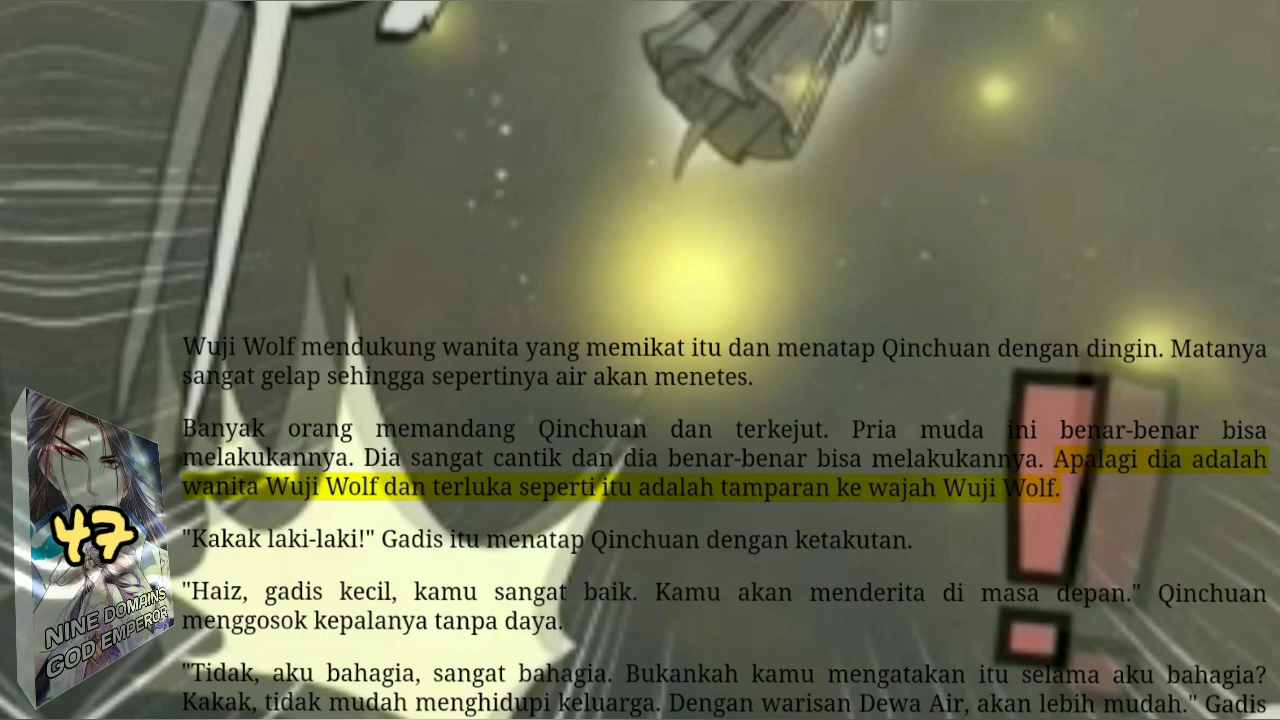 Wuji Wolf mendukung wanita yang memikat itu dan menatap Qinchuan dengan dingin. Matanya
sangat gelap sehingga sepertinya air akan menetes.
Banyak orang memandang Qinchuan dan terkejut. Pria muda ini benar-benar bisa
melakukannya. Dia sangat cantik dan dia benar-benar bisa melakukannya. Apalagi dia adalah
wanita Wuji Wolf dan terluka seperti itu adalah tamparan ke wajah Wuji Wolf.
"Kakak laki-laki!" Gadis itu menatap Qinchuan dengan ketakutan.
"Haiz, gadis kecil, kamu sangat baik. Kamu akan menderita di masa depan." Qinchuan
menggosok kepalanya tanpa daya.
"Tidak, aku bahagia, sangat bahagia. Bukankah kamu mengatakan itu selama aku bahagia?
Kakak, tidak mudah menghidupi keluarga. Dengan warisan Dewa Air, akan lebih mudah." Gadis
47
NINE DOMAINS
GOD EMPEROR